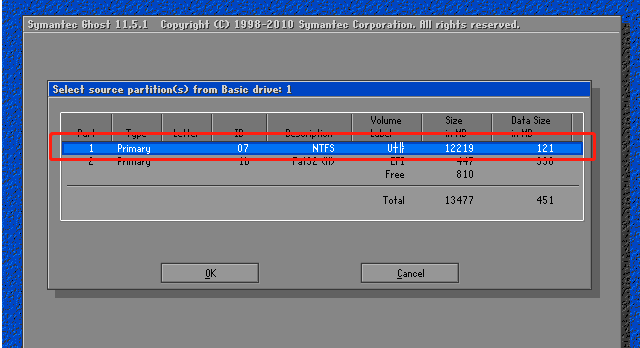 Symantec Ghost 11.5.1 Copyright (C) 1998-2010 Symantec Corporation. All rights reserved.
Select source partition(s) from Basic drive: 1
Volume Size Data Size
Part Type Letter ID Description Label in MB in MB
1 Primary 07 NTFS 12219 121
2 Primary 1b Fat32 (H) EFI 447 330
Free 810
Total 13477 451
OK Cancel